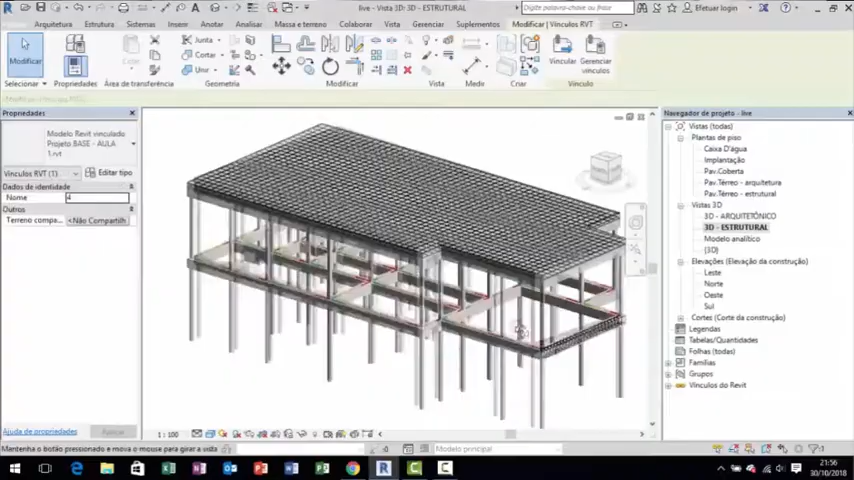 live - Vista 3D: 3D - ESTRUTURAL
Digite palavra-chave ou frase
Efetuar login
Arquitetura Estrutura Sistemas Inserir Anotar Analisar Massa e terreno Colaborar Vista Gerenciar Suplementos Modificar | Vínculos RVT
Modificar
Junta
Cortar
Unir
Vincular
Gerenciar vínculos
Selecionar Propriedades Área de transferência Geometria Modificar Vista Medir Criar Vínculo
Propriedades
Modelo Revit vinculado
Projeto BASE - AULA
1.rvt
Vínculos RVT (1) Editar tipo
Dados de identidade
Nome 4
Outros
Terreno compa... <Não Compartilh
Ajuda de propriedades Aplicar
1 : 100
Navegador de projeto - live
Vistas (todas)
Plantas de piso
Caixa D'água
Implantação
Pav.Coberta
Pav.Térreo - arquitetura
Pav.Térreo - estrutural
Vistas 3D
3D - ARQUITETÔNICO
3D - ESTRUTURAL
Modelo analítico
{3D}
Elevações (Elevação da construção)
Leste
Norte
Oeste
Sul
Cortes (Corte da construção)
Legendas
Tabelas/Quantidades
Folhas (todas)
Famílias
Grupos
Vínculos do Revit
Mantenha o botão pressionado e mova o mouse para girar a vista
:0
Modelo principal
21:56
30/10/2018